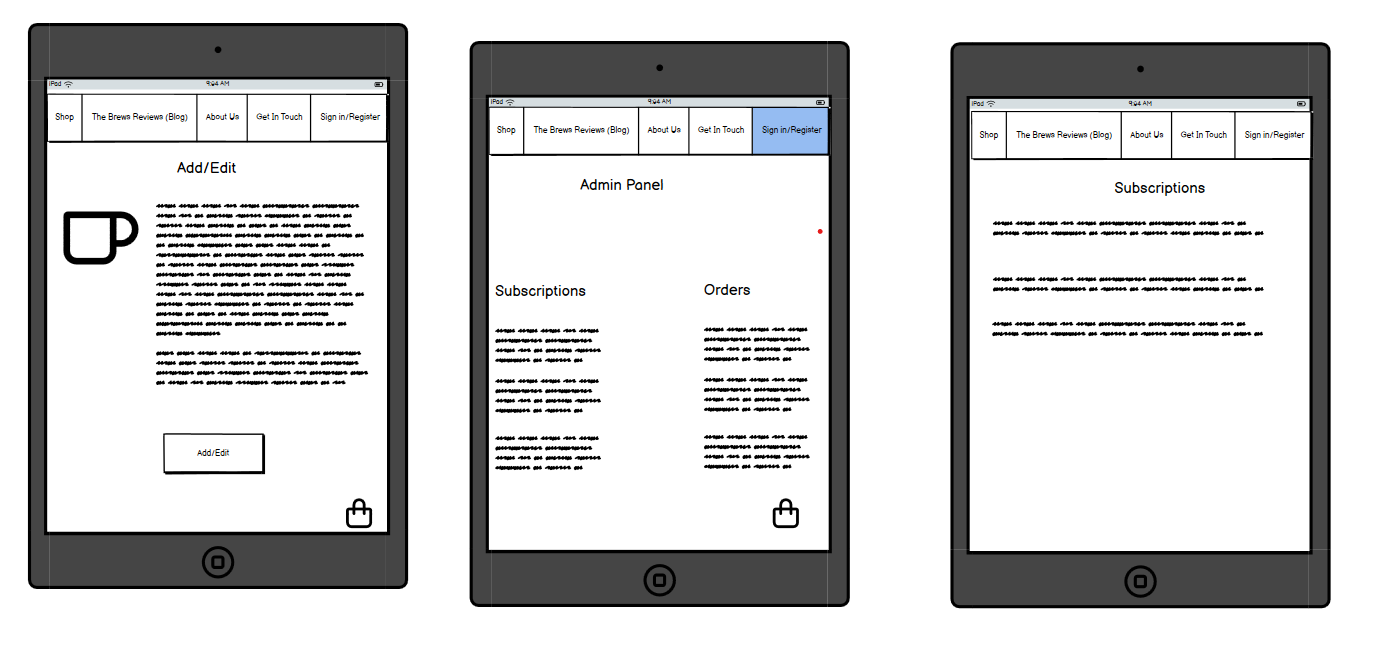 iPad 9:04 AM
Shop The Brews Reviews (Blog) About Us Get In Touch Sign in/Register
Add/Edit
Add/Edit
iPad 9:04 AM
Shop The Brews Reviews (Blog) About Us Get In Touch Sign in/Register
Admin Panel
Subscriptions Orders
iPad 9:04 AM
Shop The Brews Reviews (Blog) About Us Get In Touch Sign in/Register
Subscriptions